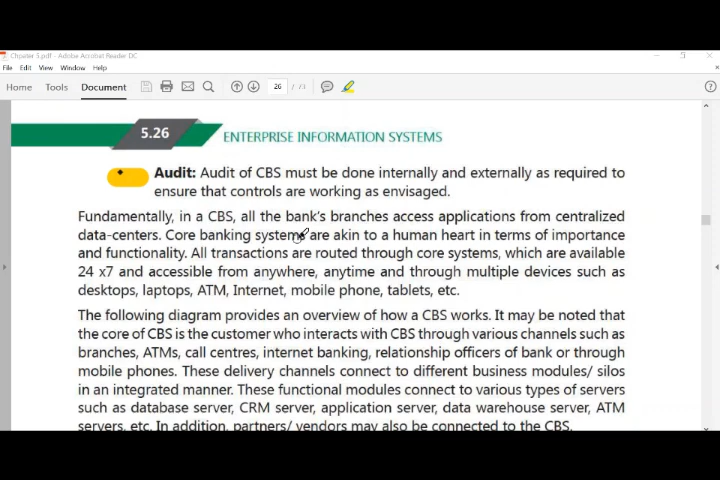 Chpater 5.pdf - Adobe Acrobat Reader DC
File Edit View Window Help
Home Tools Document 26 / 73
5.26 ENTERPRISE INFORMATION SYSTEMS
Audit: Audit of CBS must be done internally and externally as required to
ensure that controls are working as envisaged.
Fundamentally, in a CBS, all the bank's branches access applications from centralized
data-centers. Core banking systems are akin to a human heart in terms of importance
and functionality. All transactions are routed through core systems, which are available
24 x7 and accessible from anywhere, anytime and through multiple devices such as
desktops, laptops, ATM, Internet, mobile phone, tablets, etc.
The following diagram provides an overview of how a CBS works. It may be noted that
the core of CBS is the customer who interacts with CBS through various channels such as
branches, ATMs, call centres, internet banking, relationship officers of bank or through
mobile phones. These delivery channels connect to different business modules/ silos
in an integrated manner. These functional modules connect to various types of servers
such as database server, CRM server, application server, data warehouse server, ATM
servers, etc. In addition, partners/ vendors may also be connected to the CBS.